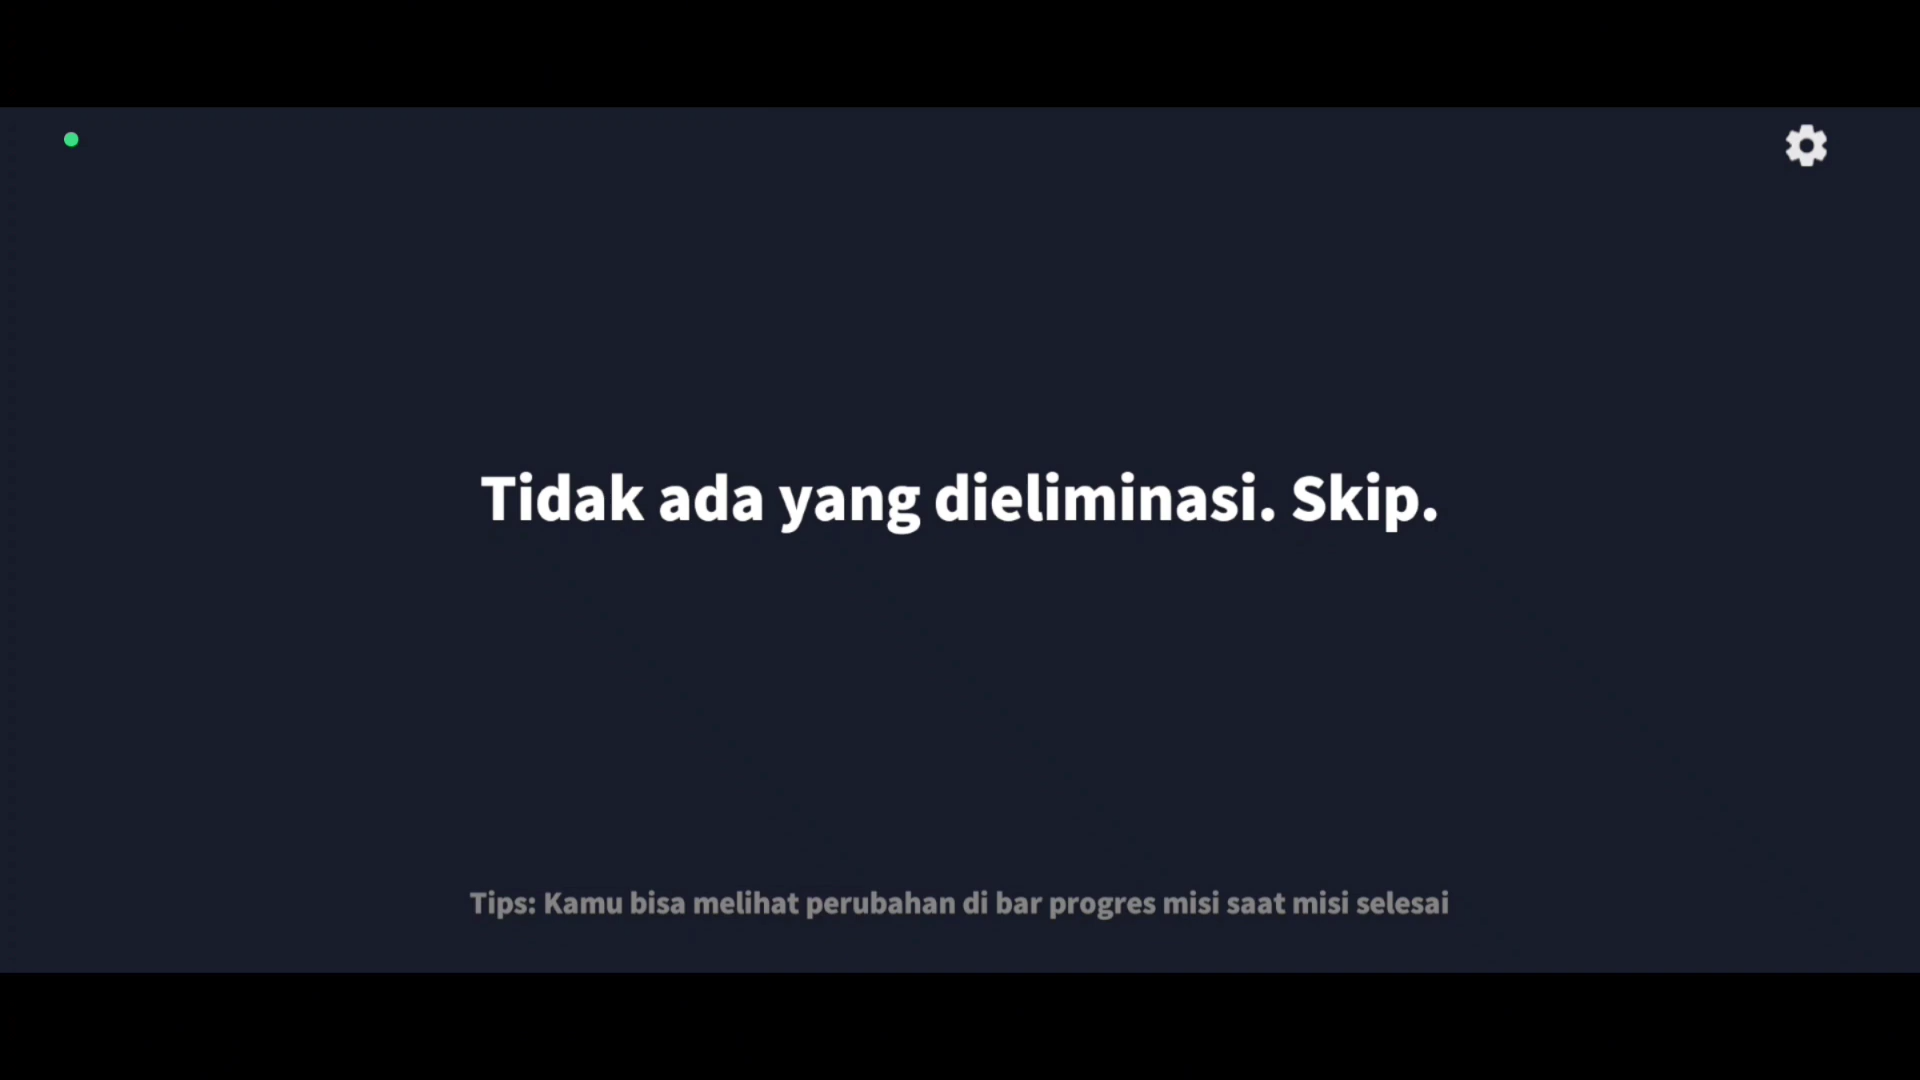 Tidak ada yang dieliminasi. Skip.
Tips: Kamu bisa melihat perubahan di bar progres misi saat misi selesai